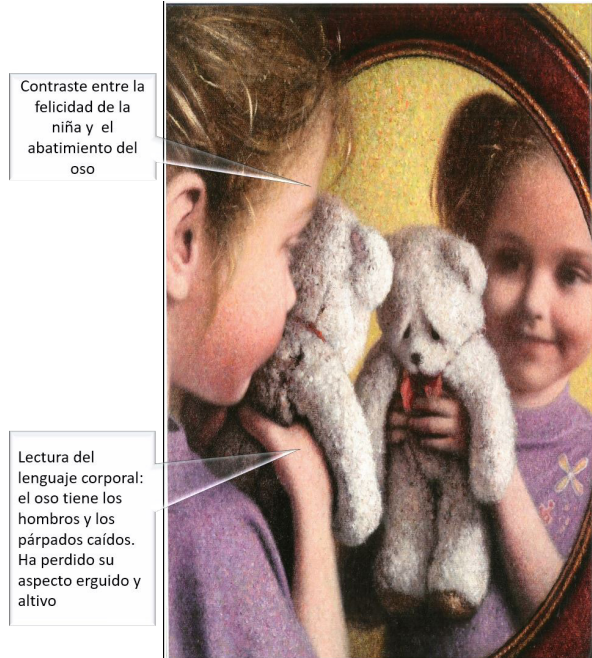 Contraste entre la
felicidad de la
niña y el
abatimiento del
oso
Lectura del
lenguaje corporal:
el oso tiene los
hombros y los
párpados caídos.
Ha perdido su
aspecto erguido y
altivo